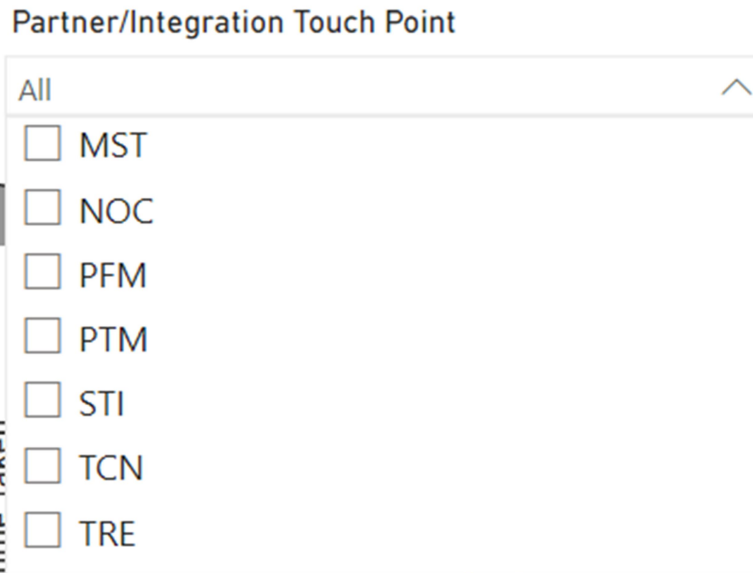 Partner/Integration Touch Point
All
MST
NOC
PFM
PTM
STI
TCN
TRE